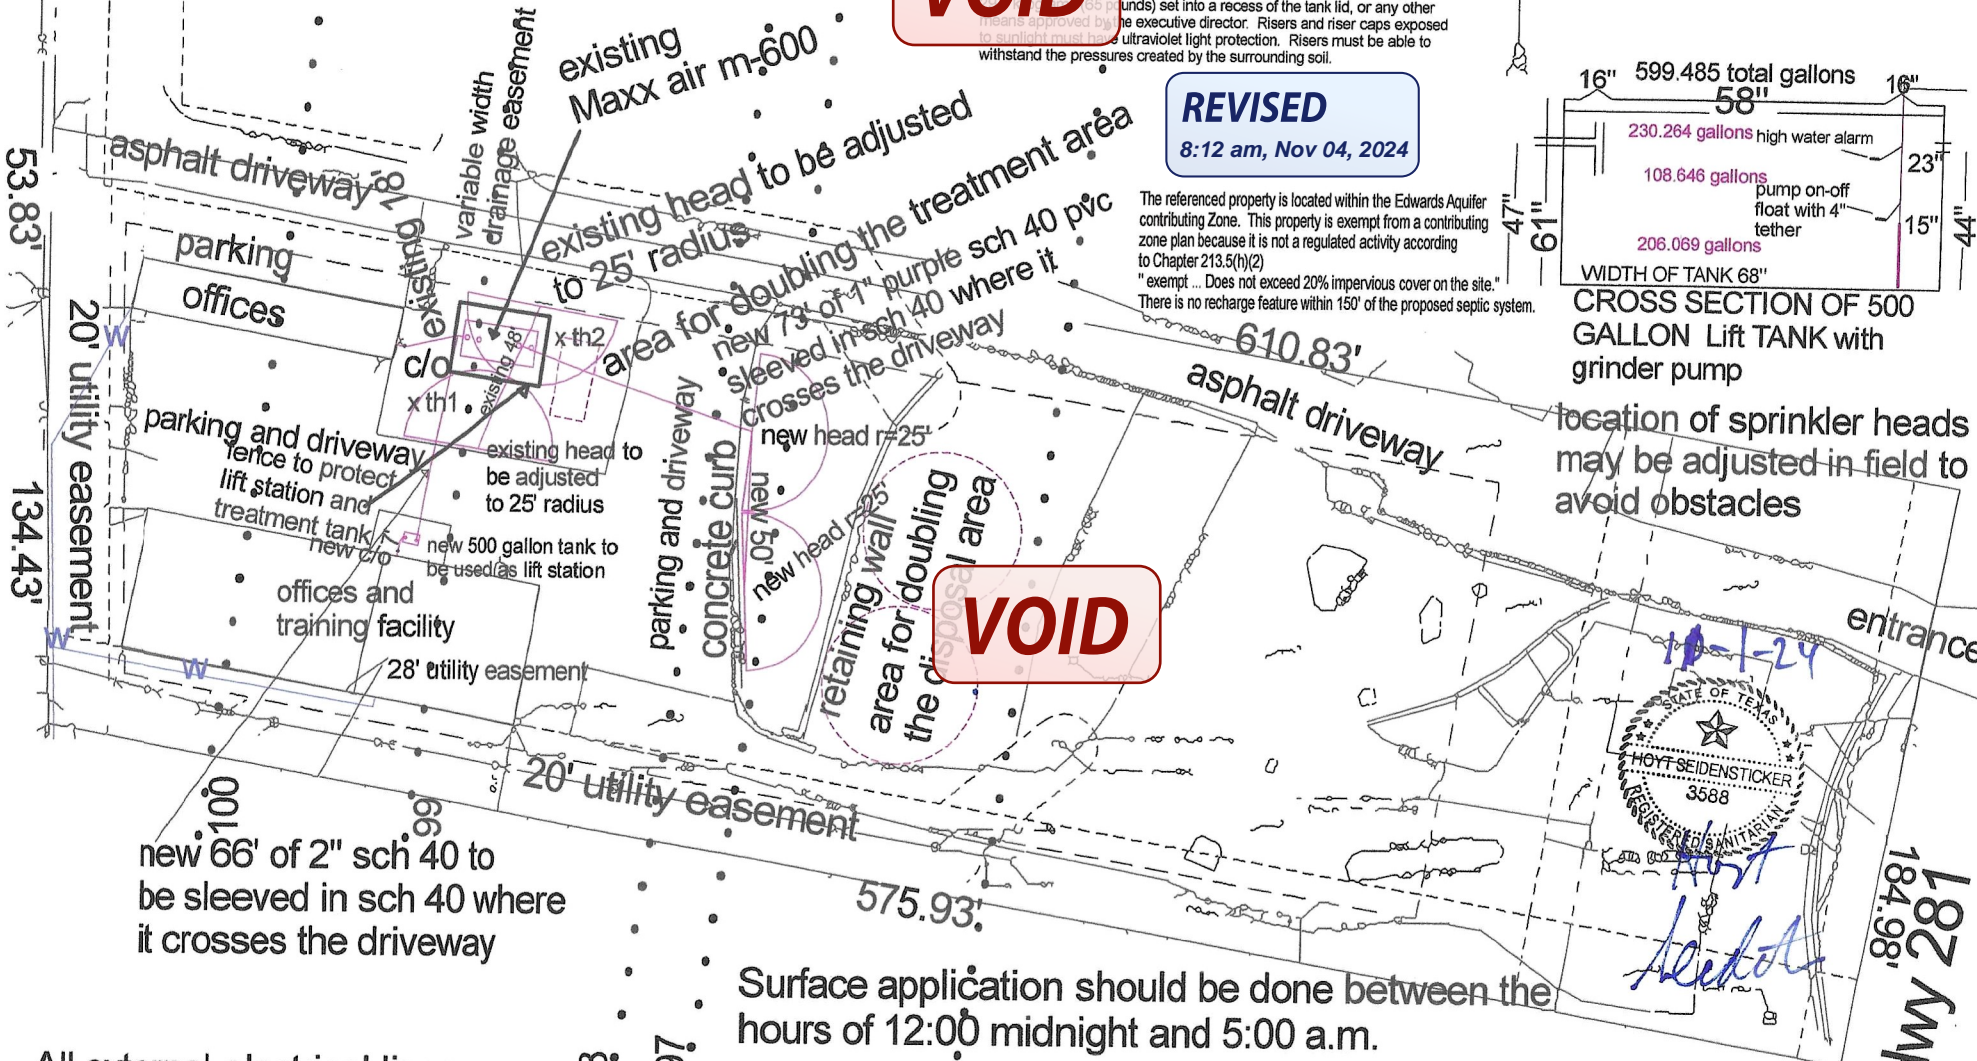 VOID
(65 pounds) set into a recess of the tank lid, or any other
means approved by the executive director. Risers and riser caps exposed
to sunlight must have ultraviolet light protection. Risers must be able to
withstand the pressures created by the surrounding soil.
REVISED
8:12 am, Nov 04, 2024
The referenced property is located within the Edwards Aquifer
contributing Zone. This property is exempt from a contributing
zone plan because it is not a regulated activity according
to Chapter 213.5(h)(2)
" exempt ... Does not exceed 20% impervious cover on the site."
There is no recharge feature within 150' of the proposed septic system.
599.485 total gallons
16"
58"
16"
230.264 gallons
high water alarm
23"
108.646 gallons
pump on-off
float with 4"
tether
15"
206.069 gallons
47"
61"
44"
WIDTH OF TANK 68"
CROSS SECTION OF 500
GALLON Lift TANK with
grinder pump
location of sprinkler heads
may be adjusted in field to
avoid obstacles
existing
Maxx air m-600
variable width
drainage easement
asphalt driveway
18'
53.83'
parking
offices
existing
existing head to be adjusted
to 25' radius
area for doubling the treatment area
new 73' of 1" purple sch 40 pvc
sleeved in sch 40 where it
crosses the driveway
610.83'
asphalt driveway
20' utility easement
W
c/o
x th2
x th1
existing 48'
parking and driveway
fence to protect
lift station and
treatment tank
new c/o
existing head to
be adjusted
to 25' radius
new 500 gallon tank to
be used as lift station
parking and driveway
concrete curb
new head r=25'
new 50'
new head r=25'
retaining wall
area for doubling
the disposal area
VOID
134.43'
offices and
training facility
28' utility easement
W
W
20' utility easement
100
99
new 66' of 2" sch 40 to
be sleeved in sch 40 where
it crosses the driveway
575.93'
entrance
10-1-24
STATE OF TEXAS
HOYT SEIDENSTICKER
3588
REGISTERED SANITARIAN
184.98'
Hwy 281
Surface application should be done between the
hours of 12:00 midnight and 5:00 a.m.
97